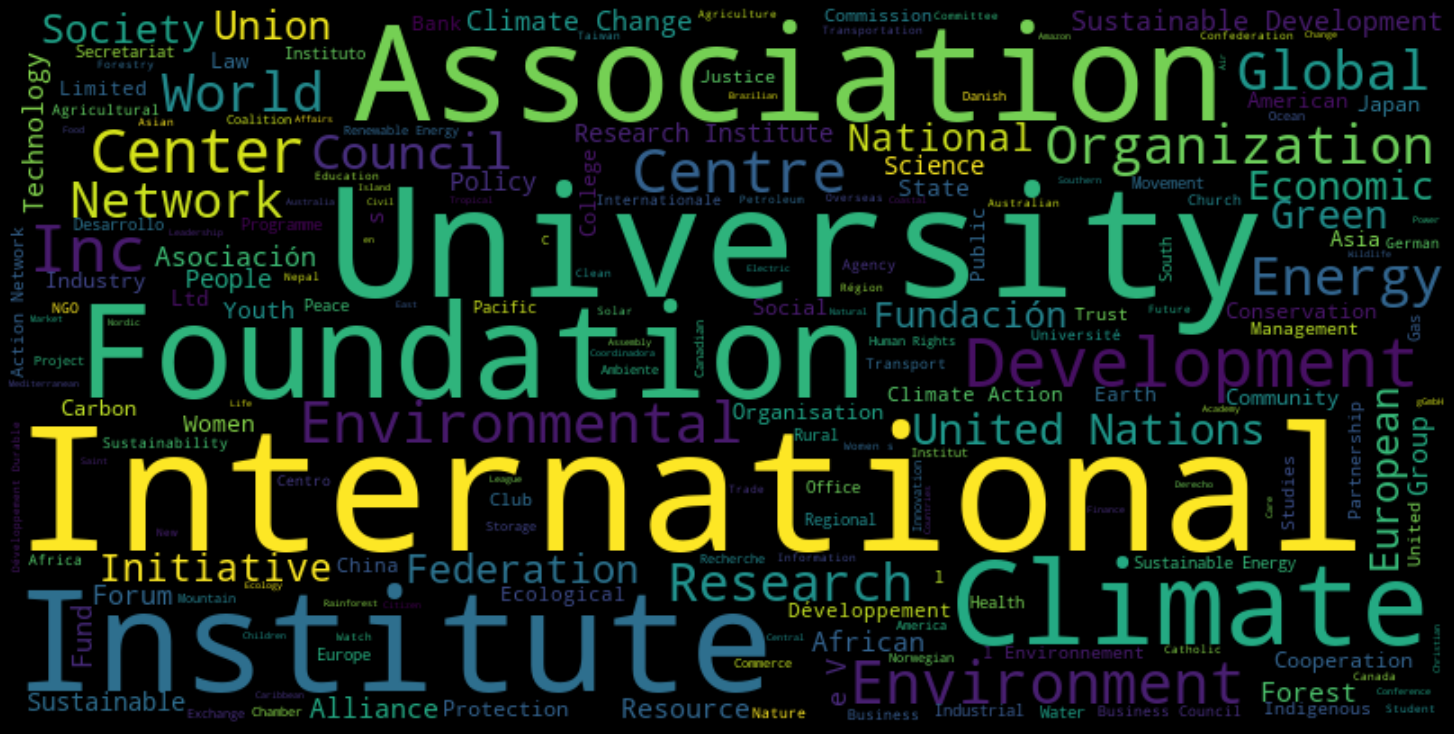 Society
Union
Bank
Climate Change
Agriculture
Commission
Committee
Sustainable Development
Secretariat
Forestry
Law
Instituto
Taiwan
Association
Transportation
Amazon
Confederation
Change
Technology
Limited
World
Justice
Brazilian
Danish
Air
Global
Agricultural
Asian
Coalition
Affairs
American
Japan
Ocean
Food
Center
Council
Renewable Energy
Research Institute
National
Organization
Network
Education
Island
Civil
Australia
Policy
College
Centre
Science
State
Southern
Movement
Economic
Church
Green
Power
Tropical
Internationale
Petroleum
Overseas
Coastal
Australian
Desarrollo
Leadership
Programme
s
en
University
c
Public
South
Asia
German
Wildlife
Action Network
Inc
Asociación
People
Nepal
Industry
Clean
Electric
Agency
Région
Energy
NGO
Ltd
Youth
Peace
East
Pacific
Solar
Social
Natural
Fundación
Trust
Future
Conservation
Management
Gas
Market
Nordic
Foundation
Assembly
Coordinadora
Ambiente
Canadian
Human Rights
Université
Project
Mediterranean
Transport
Development
Carbon
Life
Women
Sustainability
Environmental
Organisation
Climate Action
Earth
Community
Academy
gGmbH
Rural
Women s
United Nations
Institut
Partnership
European
United
Group
Développement Durable
Saint
International
Centro
League
Club
Storage
Trade
Office
Regional
Innovation
Countries
Derecho
Finance
Care
Studies
New
Africa
Initiative
China
Federation
Recherche
Information
Research
l
Sustainable Energy
Ecology
Ecological
Forum
Mountain
Rainforest
Citizen
Développement
Health
Climate
Fund
Institute
Children
Watch
Europe
Central
Commerce
African
America
Norwegian
l Environnement
Catholic
Cooperation
Christian
Canada
Conference
Sustainable
Caribbean
Exchange
Chamber
Alliance
Protection
Resource
Nature
e V
Environment
Business
Industrial
Water
Business Council
Forest
Indigenous
Student